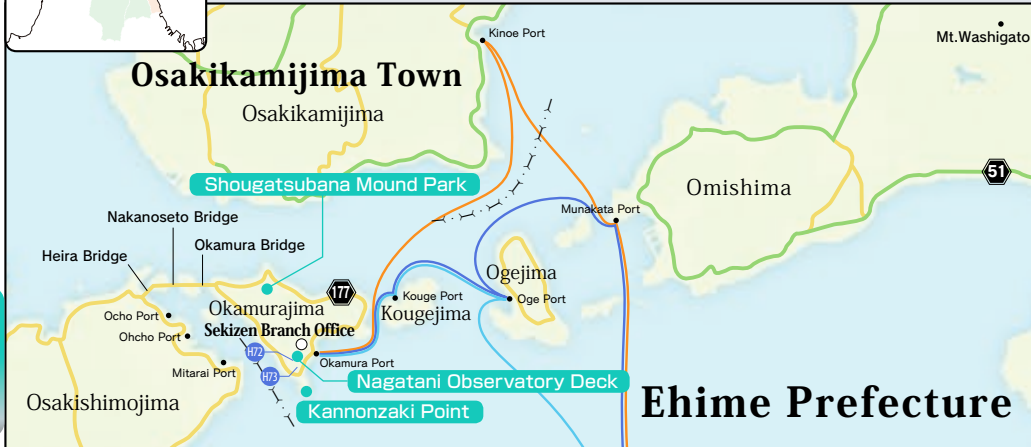 Kinoe Port
Mt.Washigato
Osakikamijima Town
Osakikamijima
51
Shougatsubana Mound Park
Omishima
Munakata Port
Nakanoseto Bridge
Okamura Bridge
Heira Bridge
Ogejima
177
Kouge Port
Oge Port
Okamurajima
Kougejima
Ocho Port
Sekizen Branch Office
Ohcho Port
H72
Okamura Port
Mitarai Port
H73
Nagatani Observatory Deck
Osakishimojima
Kannonzaki Point
Ehime Prefecture